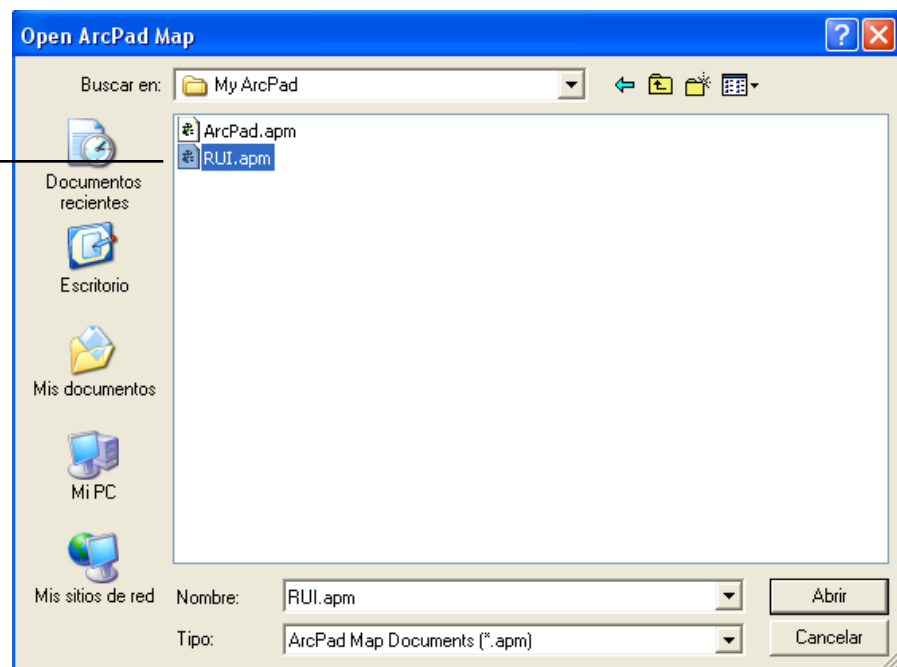 Open ArcPad Map
Buscar en:
My ArcPad
ArcPad.apm
RUI.apm
Documentos
recientes
Escritorio
Mis documentos
Mi PC
Mis sitios de red
Nombre:
RUI.apm
Abrir
Tipo:
ArcPad Map Documents (*.apm)
Cancelar